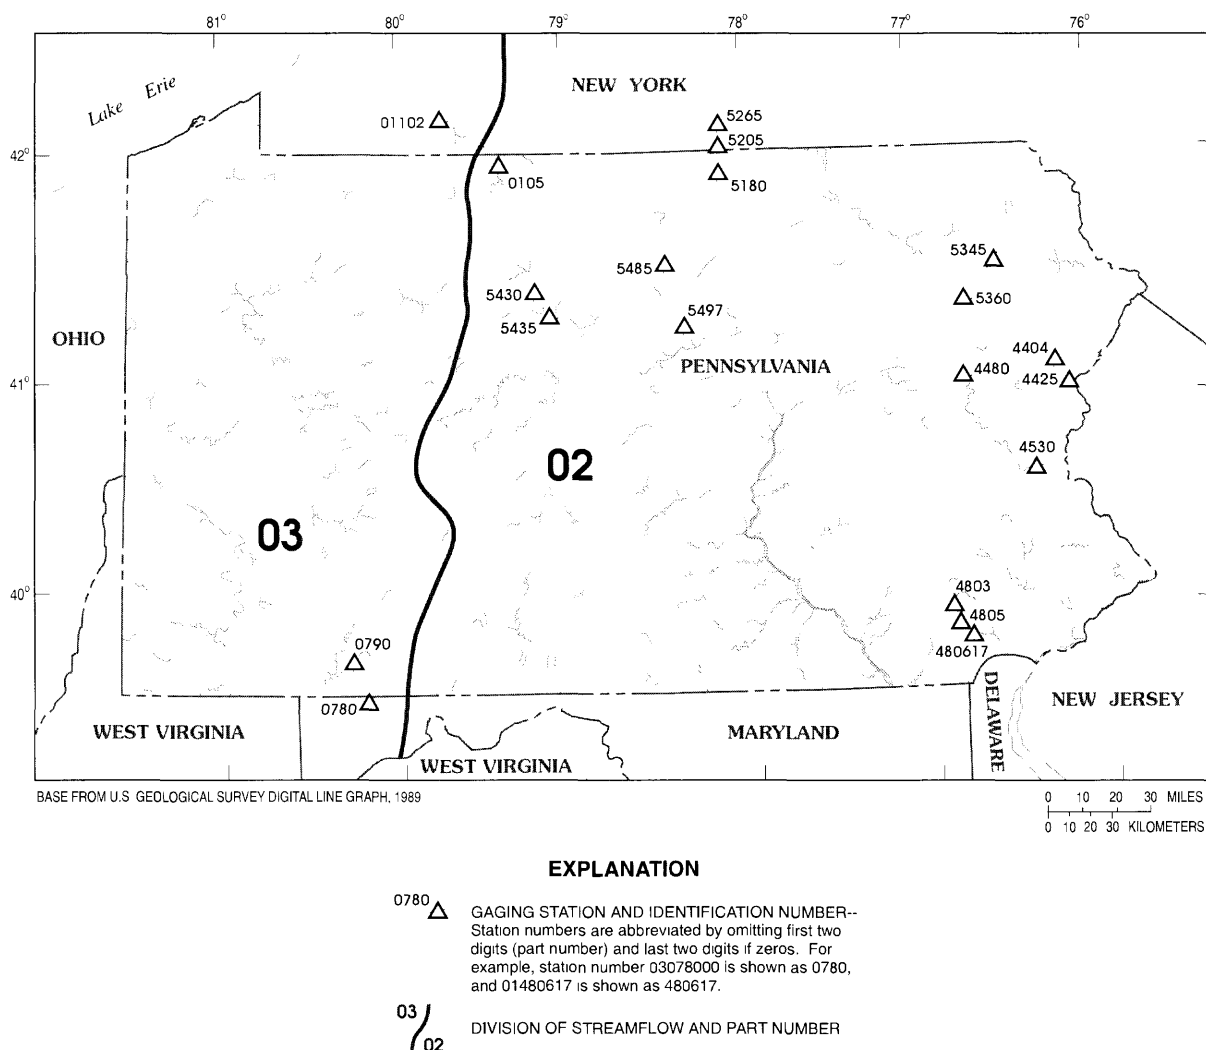 81° 80° 79° 78° 77° 76°
Lake Erie
NEW YORK
01102
5265
5205
42°
0105
5180
5345
5485
5430
5360
5435
5497
OHIO
4404
PENNSYLVANIA
4480
41°
4425
4530
02
03
40°
4803
4805
0790
480617
0780
DELAWARE
NEW JERSEY
WEST VIRGINIA
MARYLAND
WEST VIRGINIA
BASE FROM U.S GEOLOGICAL SURVEY DIGITAL LINE GRAPH, 1989
0 10 20 30 MILES
0 10 20 30 KILOMETERS
EXPLANATION
0780
GAGING STATION AND IDENTIFICATION NUMBER--
Station numbers are abbreviated by omitting first two
digits (part number) and last two digits if zeros. For
example, station number 03078000 is shown as 0780,
and 01480617 is shown as 480617.
03
DIVISION OF STREAMFLOW AND PART NUMBER
02